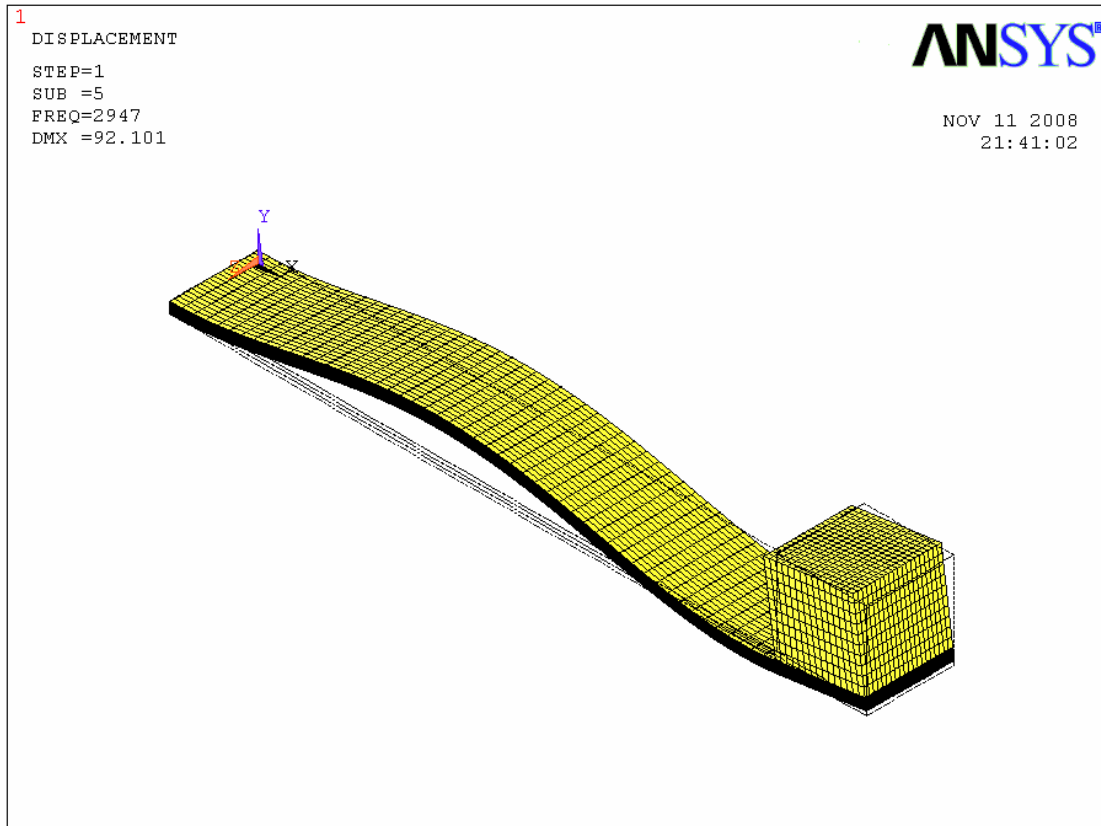 1
DISPLACEMENT
STEP=1
SUB =5
FREQ=2947
DMX =92.101
ANSYS
NOV 11 2008
21:41:02
Y
X